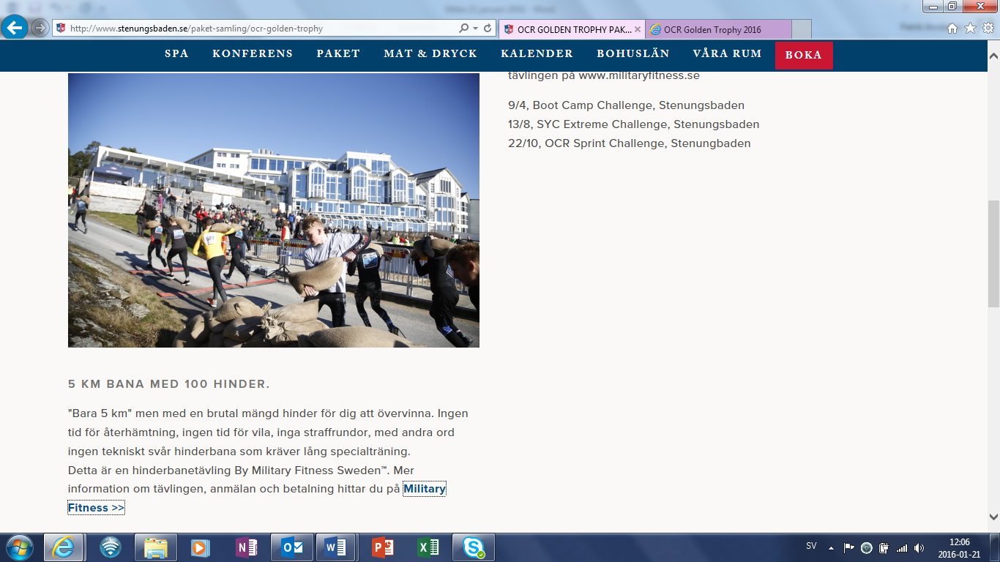 http://www.stenungsbaden.se/paket-samling/ocr-golden-trophy
OCR GOLDEN TROPHY PAK...
OCR Golden Trophy 2016
SPA KONFERENS PAKET MAT & DRYCK KALENDER BOHUSLÄN VÅRA RUM BOKA
tävlingen på www.militaryfitness.se
9/4, Boot Camp Challenge, Stenungsbaden
13/8, SYC Extreme Challenge, Stenungsbaden
22/10, OCR Sprint Challenge, Stenungbaden
5 KM BANA MED 100 HINDER.
"Bara 5 km" men med en brutal mängd hinder för dig att övervinna. Ingen
tid för återhämtning, ingen tid för vila, inga straffrundor, med andra ord
ingen tekniskt svår hinderbana som kräver lång specialträning.
Detta är en hinderbanetävling By Military Fitness Sweden™. Mer
information om tävlingen, anmälan och betalning hittar du på Military
Fitness >>
SV
12:06
2016-01-21